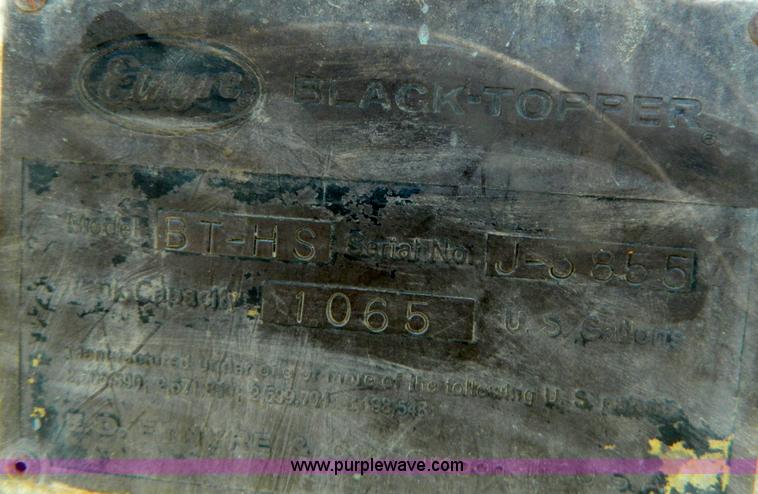 Etnyre BLACK-TOPPER ®
Model BT-HS Serial No. J-3855
Tank Capacity 1065 U. S. Gallons
Manufactured under one or more of the following U. S.
E. D. ETNYRE &
www.purplewave.com